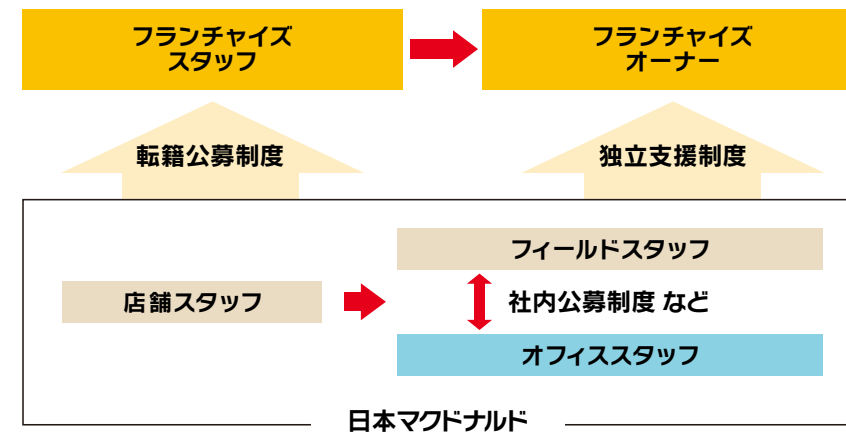 フランチャイズ
スタッフ
フランチャイズ
オーナー
転籍公募制度
独立支援制度
フィールドスタッフ
店舗スタッフ
社内公募制度 など
オフィススタッフ
日本マクドナルド